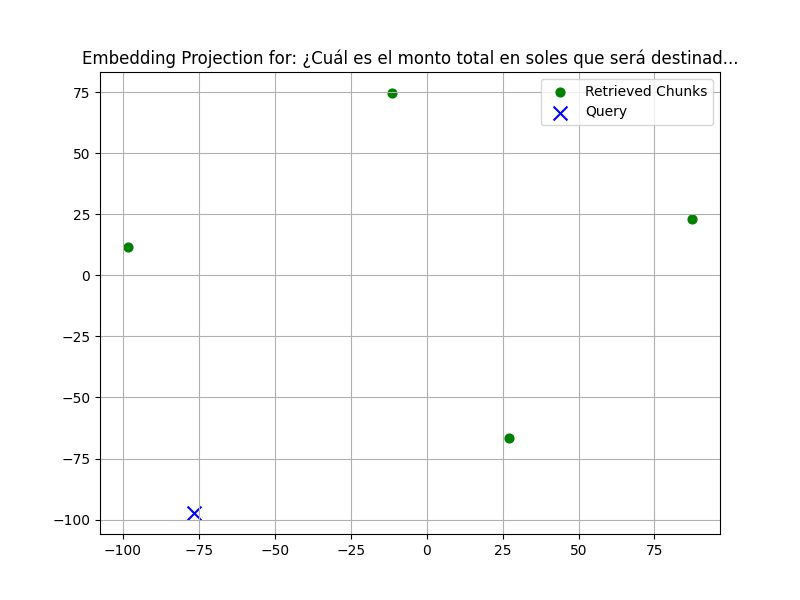 Embedding Projection for: ¿Cuál es el monto total en soles que será destinad...
Retrieved Chunks
Query
75
50
25
0
−25
−50
−75
−100
−100 −75 −50 −25 0 25 50 75